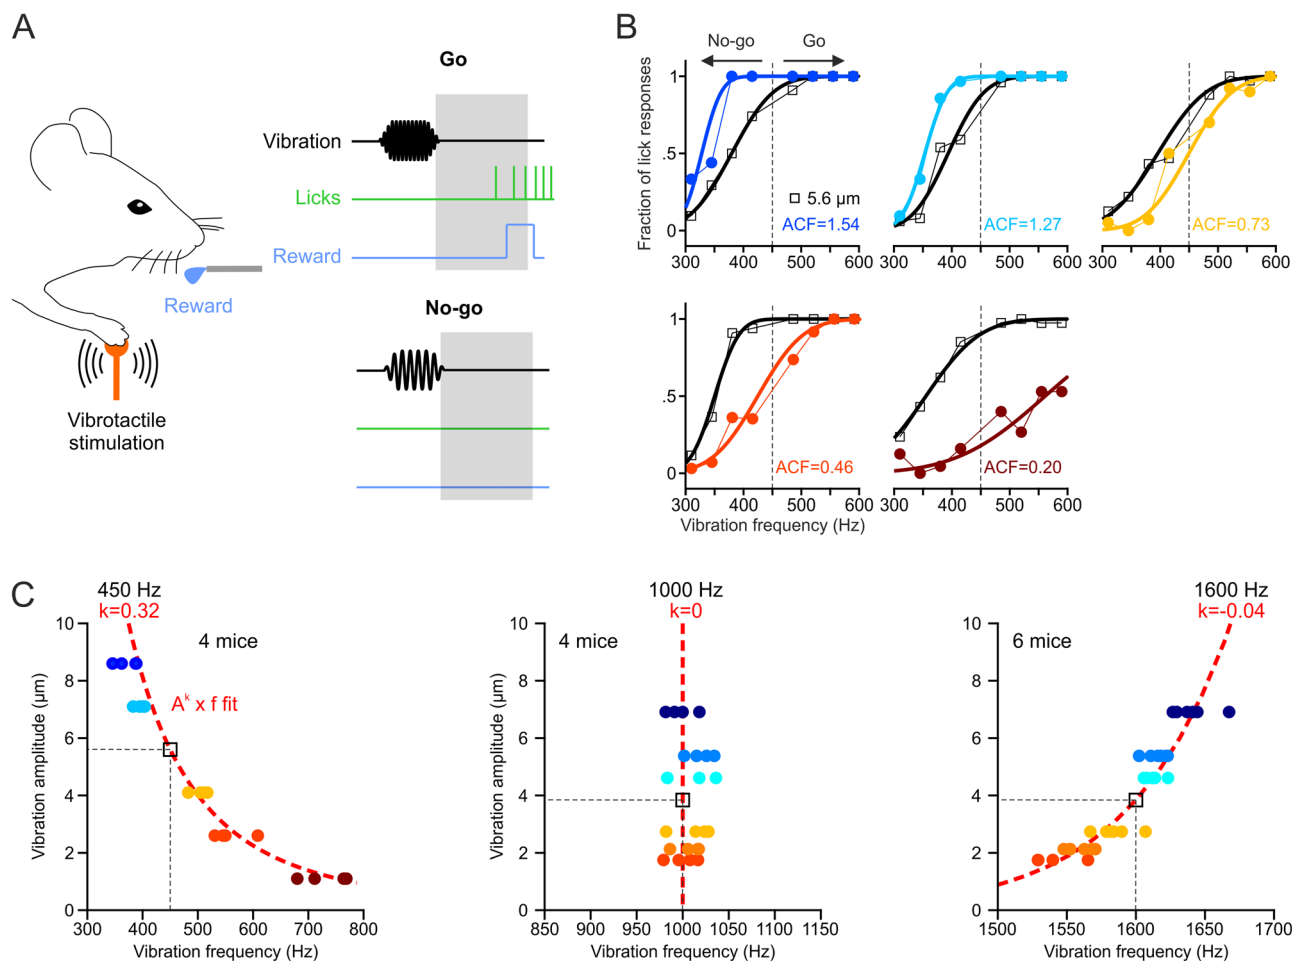 A
Go
Vibration
Licks
Reward
No-go
Reward
Vibrotactile
stimulation
B
No-go
Go
Fraction of lick responses
1
.5
0
5.6 µm
ACF=1.54
300 400 500 600
ACF=1.27
300 400 500 600
ACF=0.73
300 400 500 600
1
.5
0
ACF=0.46
300 400 500 600
Vibration frequency (Hz)
ACF=0.20
300 400 500 600
C
450 Hz
k=0.32
4 mice
A^k x f fit
Vibration amplitude (µm)
10
8
6
4
2
0
300 400 500 600 700 800
Vibration frequency (Hz)
1000 Hz
k=0
4 mice
Vibration amplitude (µm)
10
8
6
4
2
0
850 900 950 1000 1050 1100 1150
Vibration frequency (Hz)
1600 Hz
k=-0.04
6 mice
Vibration amplitude (µm)
10
8
6
4
2
0
1500 1550 1600 1650 1700
Vibration frequency (Hz)